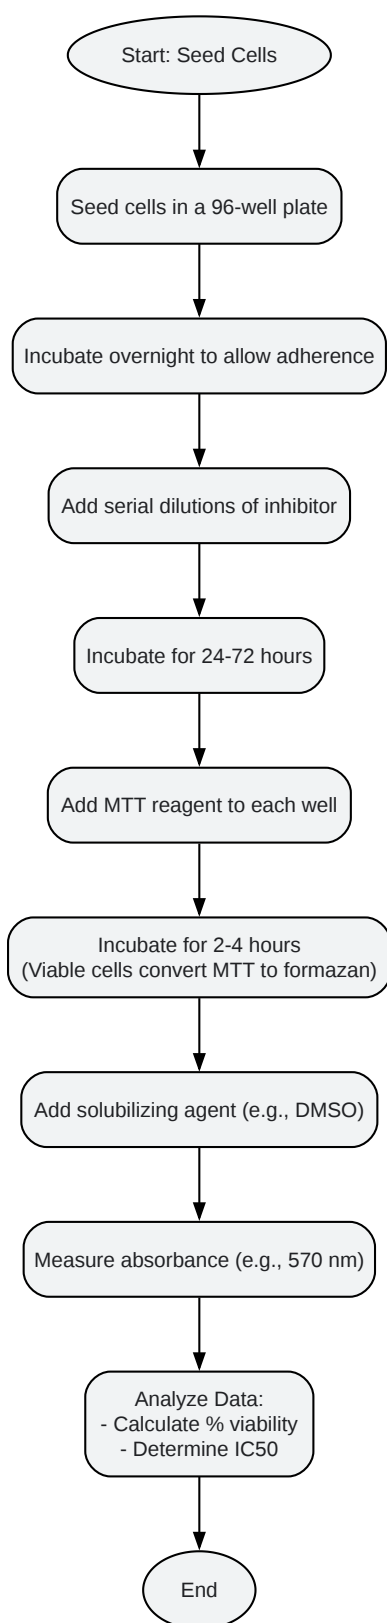 Start: Seed Cells
Seed cells in a 96-well plate
Incubate overnight to allow adherence
Add serial dilutions of inhibitor
Incubate for 24-72 hours
Add MTT reagent to each well
Incubate for 2-4 hours
(Viable cells convert MTT to formazan)
Add solubilizing agent (e.g., DMSO)
Measure absorbance (e.g., 570 nm)
Analyze Data:
- Calculate % viability
- Determine IC50
End